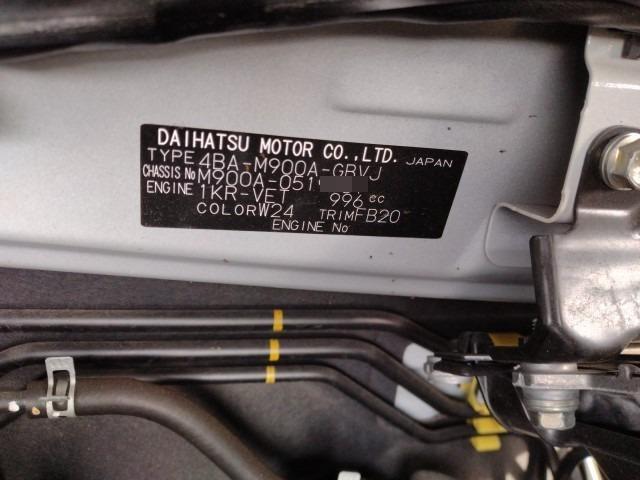 DAIHATSU MOTOR CO.,LTD. JAPAN
TYPE 4BA-M900A-GBVJ
CHASSIS No M900A-051
ENGINE 1KR-VET 996 cc
COLOR W24 TRIM FB20
ENGINE No